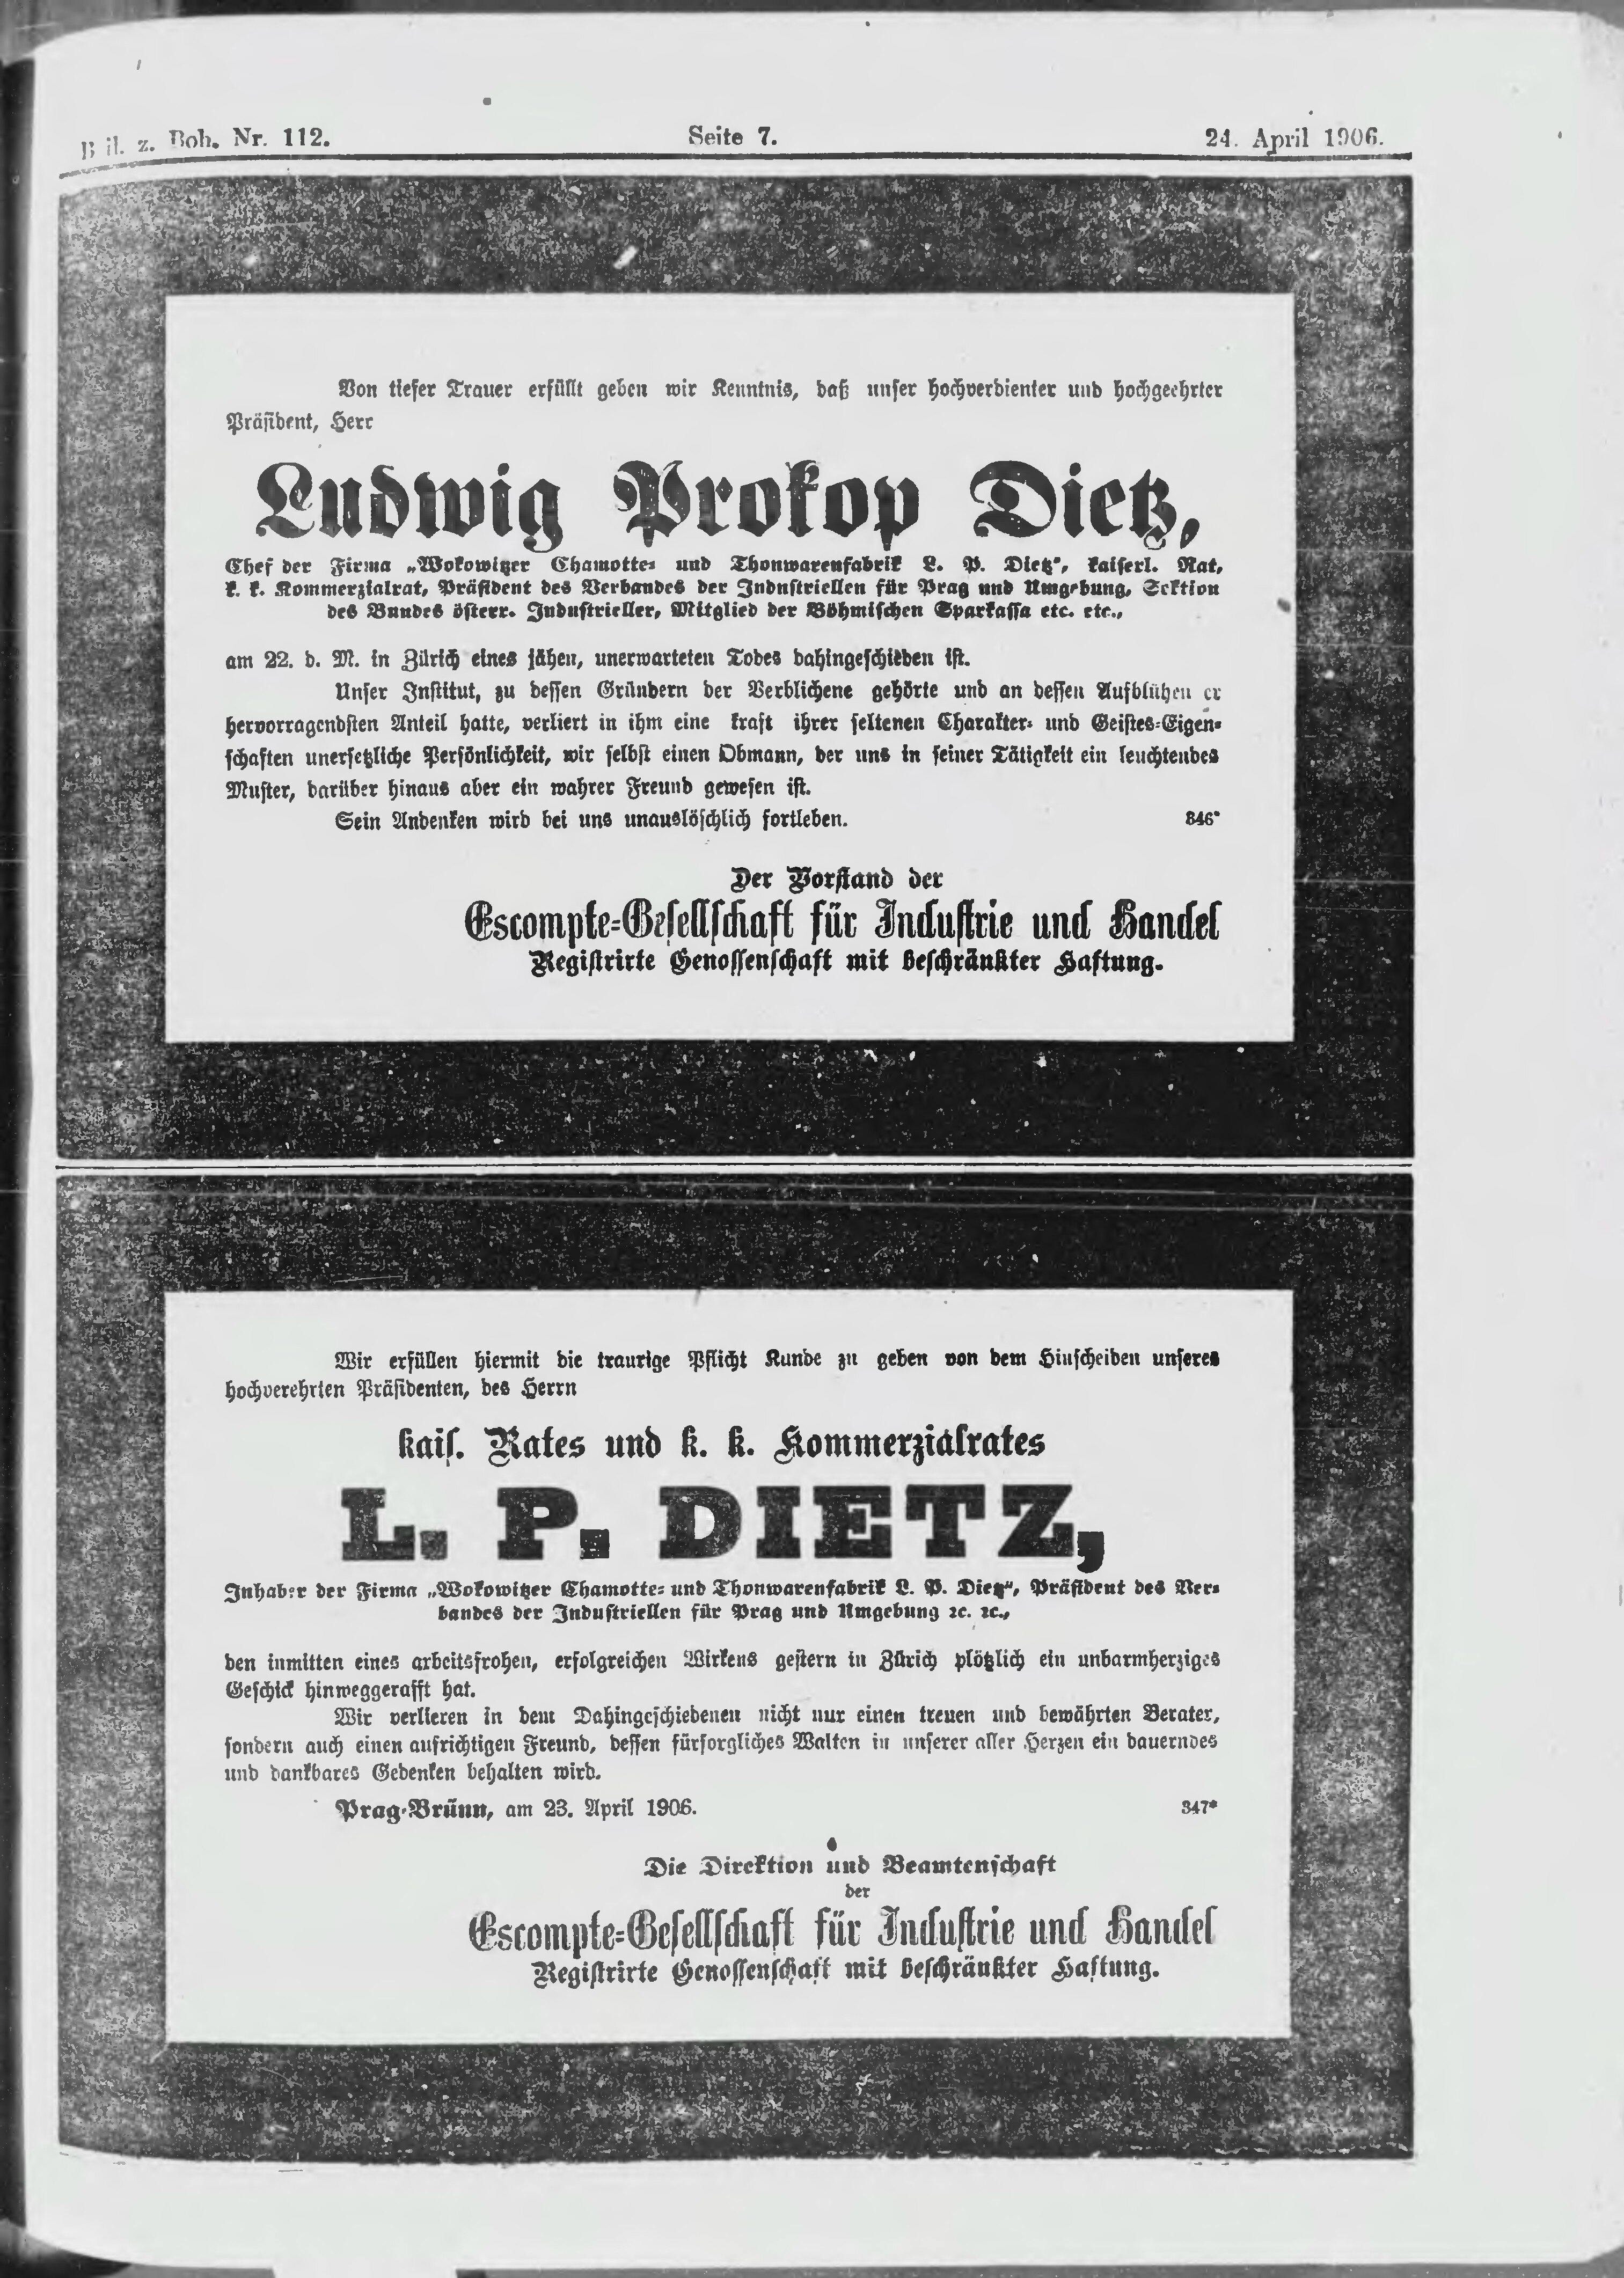 Beil. z. Boh. Nr. 112.
Seite 7.
24. April 1906.
Von tiefer Trauer erfüllt geben wir Kenntnis, daß unser hochverdienter und hochgeehrter
Präsident, Herr
Ludwig Prokop Dietz,
Chef der Firma „Wokowitzer Chamotte- und Thonwarenfabrik L. P. Dietz“, kaiserl. Rat,
k. k. Kommerzialrat, Präsident des Verbandes der Industriellen für Prag und Umgebung, Sektion
des Bundes österr. Industrieller, Mitglied der Böhmischen Sparkassa etc. etc.,
am 22. d. M. in Zürich eines jähen, unerwarteten Todes dahingeschieden ist.
Unser Institut, zu dessen Gründern der Verblichene gehörte und an dessen Aufblühen er
hervorragendsten Anteil hatte, verliert in ihm eine kraft ihrer seltenen Charakter- und Geistes-Eigen-
schaften unersetzliche Persönlichkeit, wir selbst einen Obmann, der uns in seiner Tätigkeit ein leuchtendes
Muster, darüber hinaus aber ein wahrer Freund gewesen ist.
Sein Andenken wird bei uns unauslöschlich fortleben.
346*
Der Vorstand der
Escompte-Gesellschaft für Industrie und Handel
Registrirte Genossenschaft mit beschränkter Haftung.
Wir erfüllen hiermit die traurige Pflicht Kunde zu geben von dem Hinscheiden unseres
hochverehrten Präsidenten, des Herrn
kais. Rates und k. k. Kommerzialrates
L. P. DIETZ,
Inhaber der Firma „Wokowitzer Chamotte- und Thonwarenfabrik L. P. Dietz“, Präsident des Ver-
bandes der Industriellen für Prag und Umgebung ꝛc. ꝛc.,
den inmitten eines arbeitsfrohen, erfolgreichen Wirkens gestern in Zürich plötzlich ein unbarmherziges
Geschick hinweggerafft hat.
Wir verlieren in dem Dahingeschiedenen nicht nur einen treuen und bewährten Berater,
sondern auch einen aufrichtigen Freund, dessen fürsorgliches Walten in unserer aller Herzen ein dauerndes
und dankbares Gedenken behalten wird.
Prag-Brünn, am 23. April 1906.
347*
Die Direktion und Beamtenschaft
der
Escompte-Gesellschaft für Industrie und Handel
Registrirte Genossenschaft mit beschränkter Haftung.